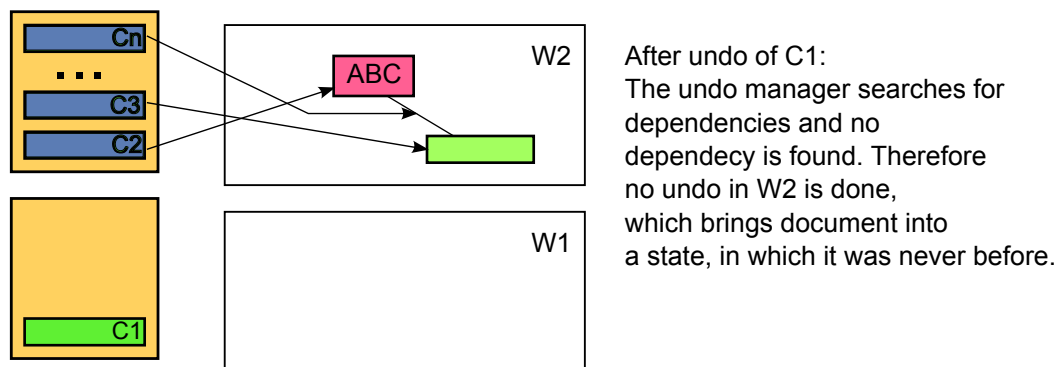 Cn
...
C3
C2
W2
ABC
After undo of C1:
The undo manager searches for
dependencies and no
dependecy is found. Therefore
no undo in W2 is done,
which brings document into
a state, in which it was never before.
W1
C1